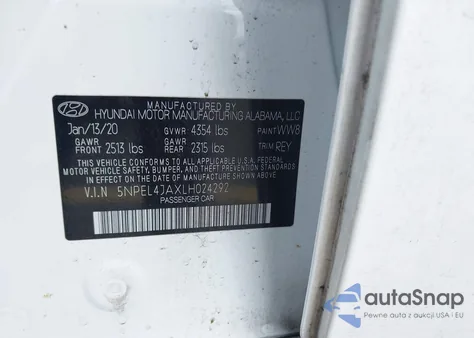 MANUFACTURED BY
HYUNDAI MOTOR MANUFACTURING ALABAMA, LLC
Jan/13/20 GVWR 4354 lbs PAINT WW8
GAWR FRONT 2513 lbs GAWR REAR 2315 lbs TRIM REY
THIS VEHICLE CONFORMS TO ALL APPLICABLE U.S. FEDERAL
MOTOR VEHICLE SAFETY, BUMPER, AND THEFT PREVENTION STANDARDS
IN EFFECT ON THE DATE OF MANUFACTURE SHOWN ABOVE.
V.I.N 5NPEL4JAXLH024292
PASSENGER CAR
autaSnap
Pewne auta z aukcji USA i EU